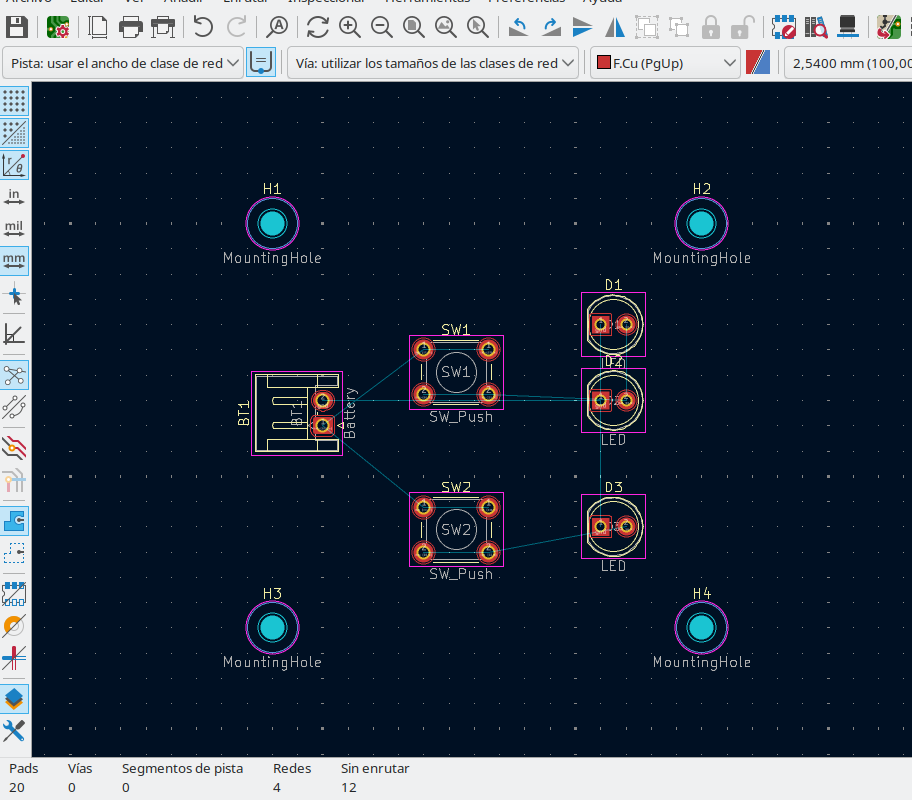 Archivo Editar Ver Añadir Enrutar Inspeccionar Herramientas Preferencias Ayuda
Pista: usar el ancho de clase de red Vía: utilizar los tamaños de las clases de red F.Cu (PgUp) 2,5400 mm (100,00
in
mil
mm
H1
MountingHole
H2
MountingHole
D1
SW1
SW1
SW_Push
BT1
BT1
Battery
D2
LED
SW2
SW2
SW_Push
D3
LED
H3
MountingHole
H4
MountingHole
Pads Vías Segmentos de pista Redes Sin enrutar
20 0 0 4 12